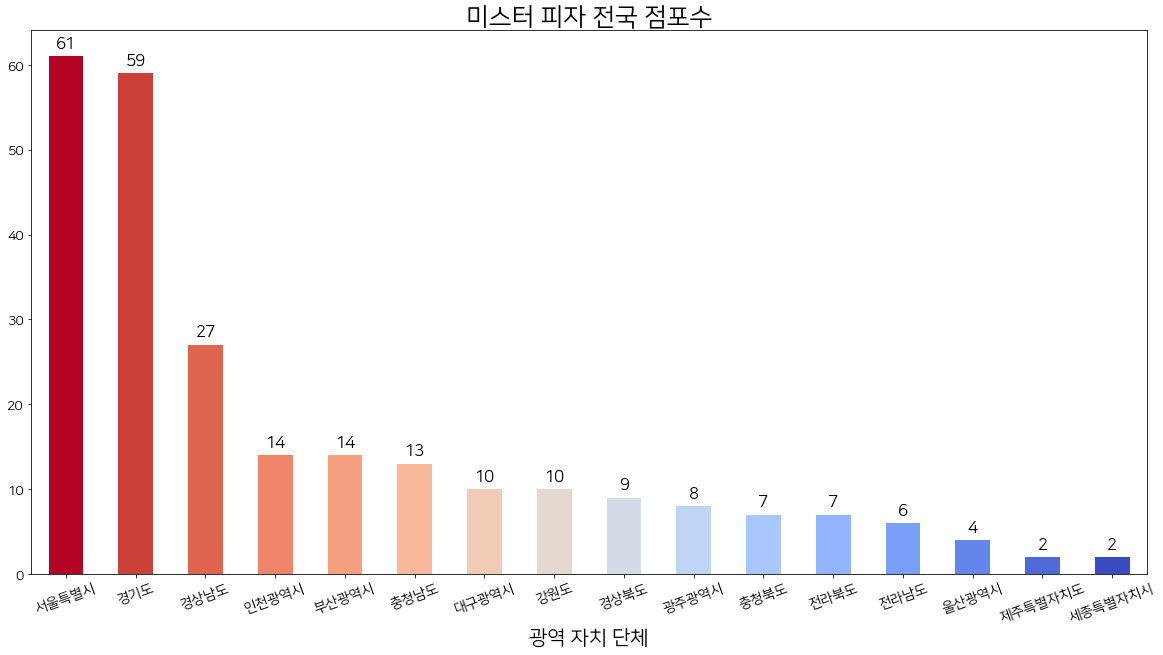 미스터 피자 전국 점포수
61
59
27
14
14
13
10
10
9
8
7
7
6
4
2
2
60
50
40
30
20
10
0
서울특별시
경기도
경상남도
인천광역시
부산광역시
충청남도
대구광역시
강원도
경상북도
광주광역시
충청북도
전라북도
전라남도
울산광역시
제주특별자치도
세종특별자치시
광역 자치 단체